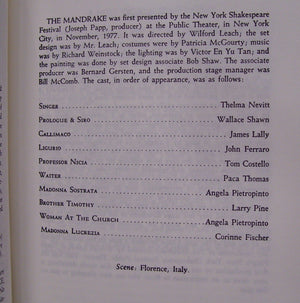 THE MANDRAKE was first presented by the New York Shakespeare
Festival (Joseph Papp, producer) at the Public Theater, in New York
City, in November, 1977. It was directed by Wilford Leach; the set
design was by Mr. Leach; costumes were by Patricia McGourty; music
was by Richard Weinstock; the lighting was by Victor En Yu Tan; and
the painting was done by set design associate Bob Shaw. The associate
producer was Bernard Gersten, and the production stage manager was
Bill McComb. The cast, in order of appearance, was as follows:
SINGER Thelma Nevitt
PROLOGUE & SIRO Wallace Shawn
CALLIMACO James Lally
LIGURIO John Ferraro
PROFESSOR NICIA Tom Costello
WAITER Paca Thomas
MADONNA SOSTRATA Angela Pietropinto
BROTHER TIMOTHY Larry Pine
WOMAN AT THE CHURCH Angela Pietropinto
MADONNA LUCREZIA Corinne Fischer
Scene: Florence, Italy.